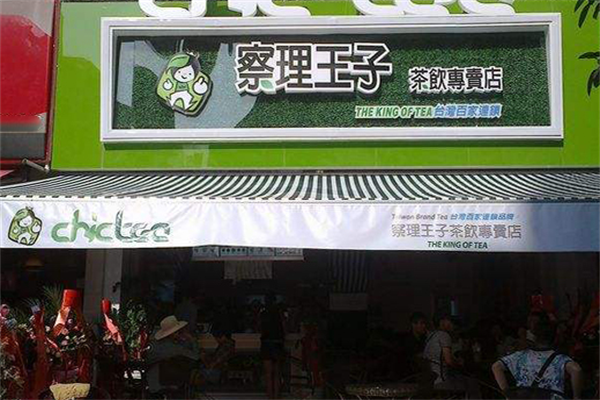 chic tea
察理王子 茶飲專賣店
THE KING OF TEA 台灣百家連鎖
chic tea
Taiwan Brand Tea 台灣百家連鎖品牌
察理王子茶飲專賣店
THE KING OF TEA